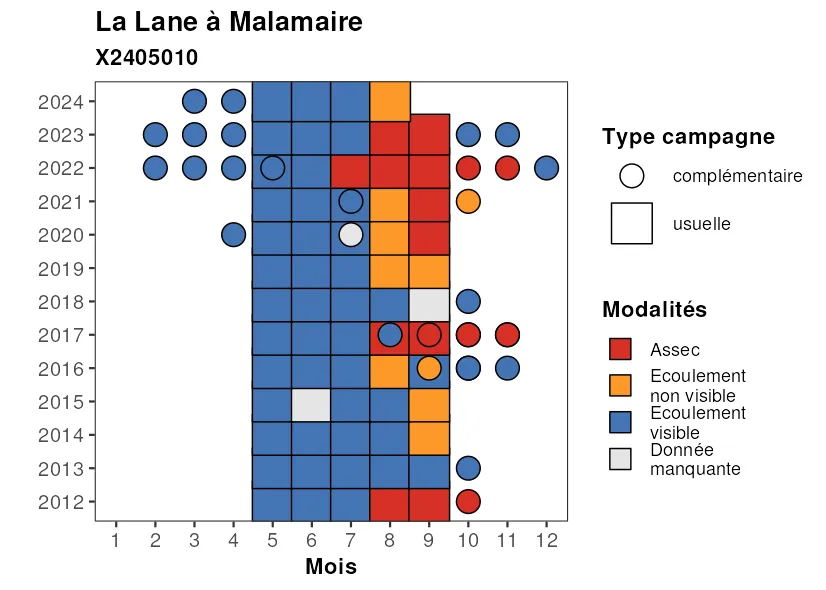 La Lane à Malamaire
X2405010
2024
2023
2022
2021
2020
2019
2018
2017
2016
2015
2014
2013
2012
1 2 3 4 5 6 7 8 9 10 11 12
Mois
Type campagne
complémentaire
usuelle
Modalités
Assec
Ecoulement
non visible
Ecoulement
visible
Donnée
manquante